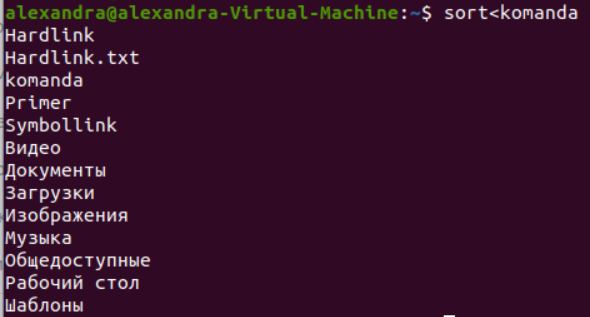 alexandra@alexandra-Virtual-Machine:~$ sort<komanda
Hardlink
Hardlink.txt
komanda
Primer
Symbollink
Видео
Документы
Загрузки
Изображения
Музыка
Общедоступные
Рабочий стол
Шаблоны